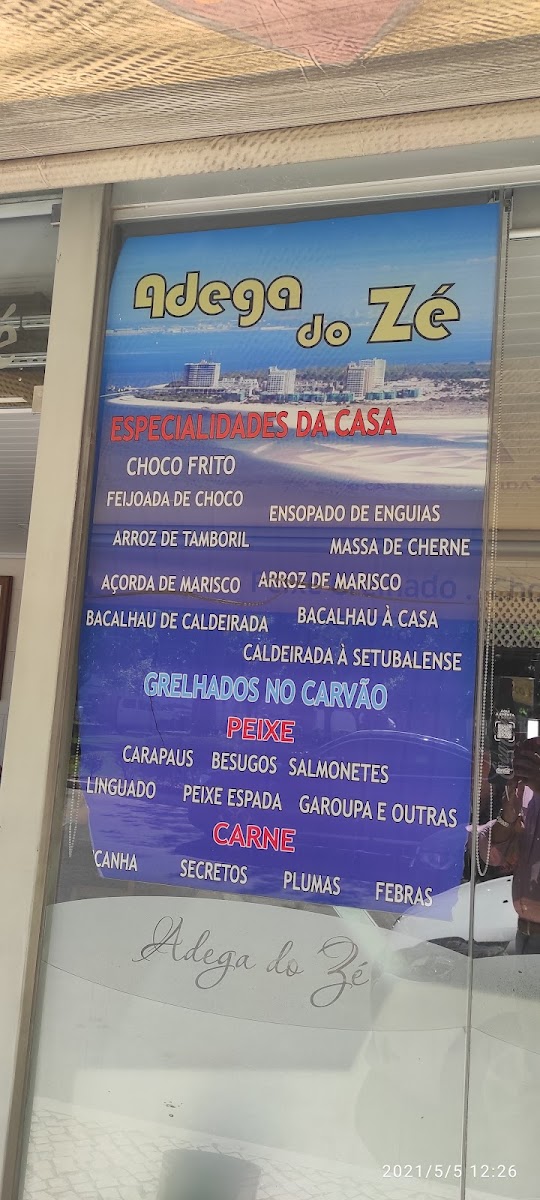 Adega
do Zé
ESPECIALIDADES DA CASA
CHOCO FRITO
FEIJOADA DE CHOCO
ENSOPADO DE ENGUIAS
ARROZ DE TAMBORIL
MASSA DE CHERNE
AÇORDA DE MARISCO
ARROZ DE MARISCO
BACALHAU DE CALDEIRADA
BACALHAU À CASA
CALDEIRADA À SETUBALENSE
GRELHADOS NO CARVÃO
PEIXE
CARAPAUS BESUGOS SALMONETES
LINGUADO PEIXE ESPADA GAROUPA E OUTRAS
CARNE
CANHA SECRETOS PLUMAS FEBRAS
Adega do Zé
2021/5/5 12:26